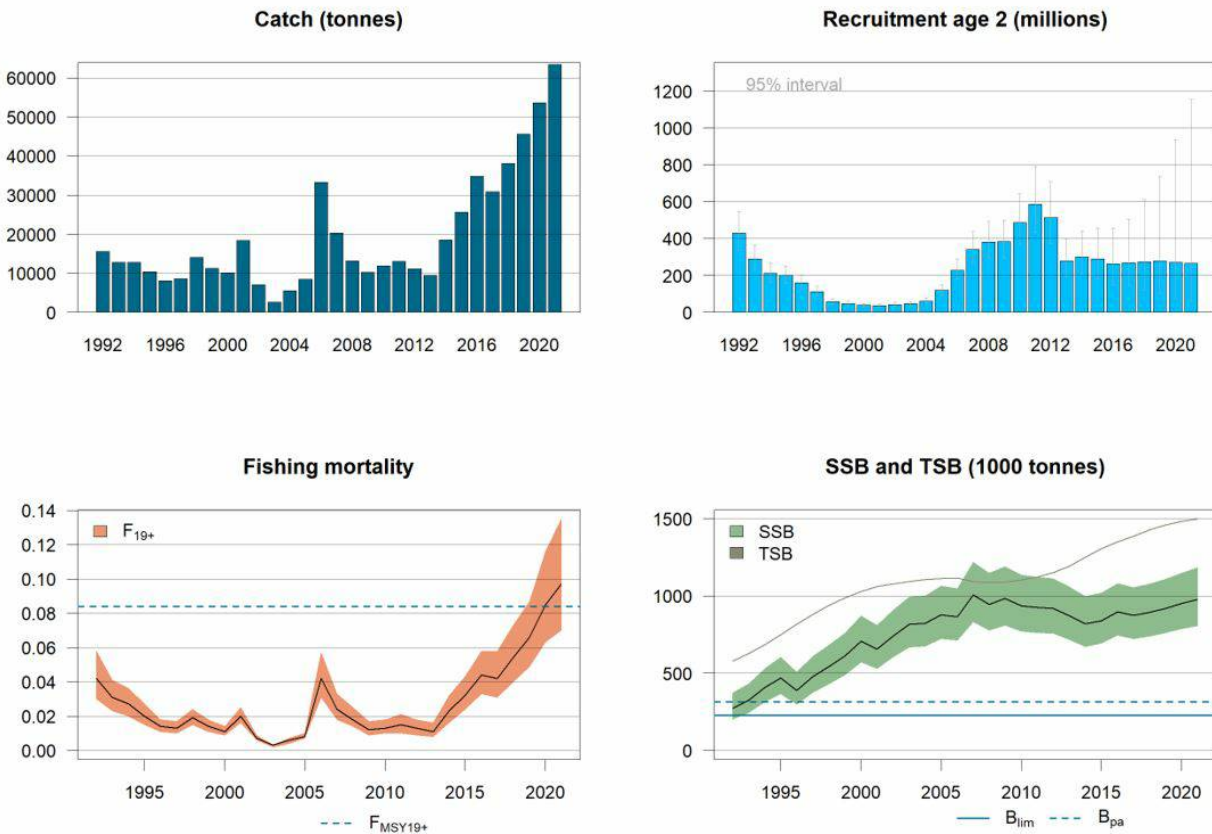 Catch (tonnes)
60000
50000
40000
30000
20000
10000
0
1992 1996 2000 2004 2008 2012 2016 2020
Recruitment age 2 (millions)
95% interval
1200
1000
800
600
400
200
0
1992 1996 2000 2004 2008 2012 2016 2020
Fishing mortality
0.14
F19+
0.12
0.10
0.08
0.06
0.04
0.02
0.00
1995 2000 2005 2010 2015 2020
FMSY19+
SSB and TSB (1000 tonnes)
1500
SSB
TSB
1000
500
0
1995 2000 2005 2010 2015 2020
Blim Bpa